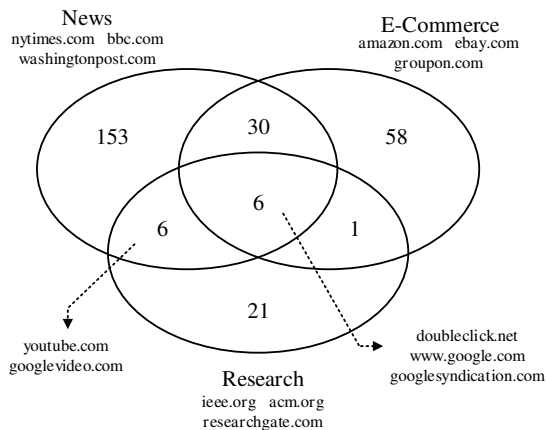 News
nytimes.com bbc.com
washingtonpost.com
E-Commerce
amazon.com ebay.com
groupon.com
153
30
58
6
6
1
21
youtube.com
googlevideo.com
doubleclick.net
www.google.com
googlesyndication.com
Research
ieee.org acm.org
researchgate.com